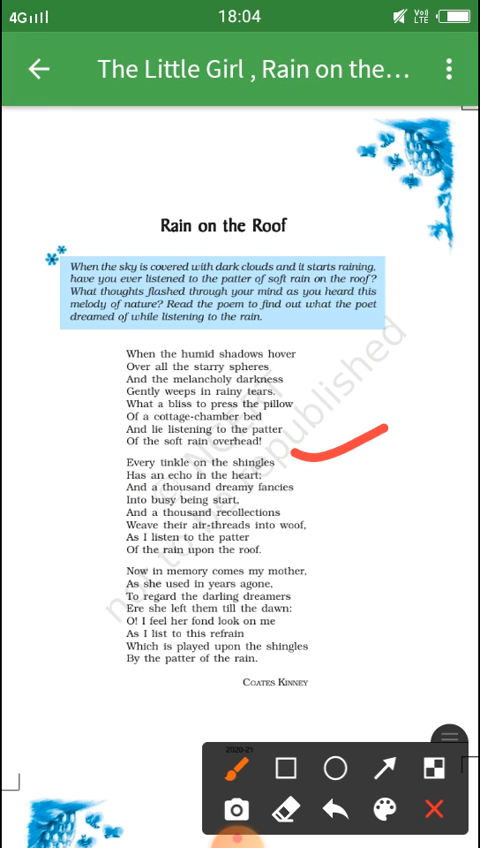 4G
18:04
Vo)
LTE
The Little Girl , Rain on the...
Rain on the Roof
When the sky is covered with dark clouds and it starts raining,
have you ever listened to the patter of soft rain on the roof?
What thoughts flashed through your mind as you heard this
melody of nature? Read the poem to find out what the poet
dreamed of while listening to the rain.
When the humid shadows hover
Over all the starry spheres
And the melancholy darkness
Gently weeps in rainy tears,
What a bliss to press the pillow
Of a cottage-chamber bed
And lie listening to the patter
Of the soft rain overhead!
Every tinkle on the shingles
Has an echo in the heart;
And a thousand dreamy fancies
Into busy being start,
And a thousand recollections
Weave their air-threads into woof,
As I listen to the patter
Of the rain upon the roof.
Now in memory comes my mother,
As she used in years agone,
To regard the darling dreamers
Ere she left them till the dawn:
O! I feel her fond look on me
As I list to this refrain
Which is played upon the shingles
By the patter of the rain.
COATES KINNEY
not to be republished
2020-21